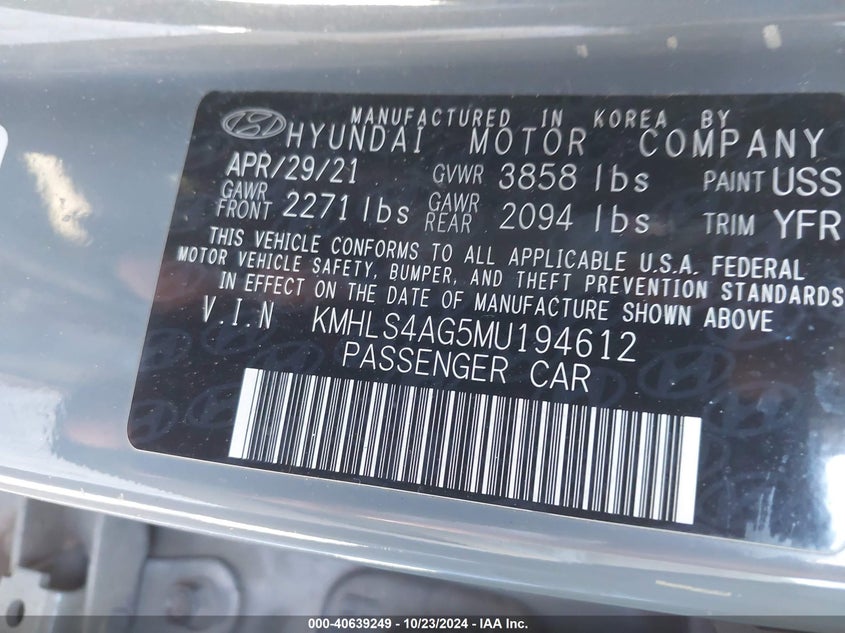 MANUFACTURED IN KOREA BY
HYUNDAI MOTOR COMPANY
APR/29/21 GVWR 3858 lbs PAINT USS
GAWR FRONT 2271 lbs GAWR REAR 2094 lbs TRIM YFR
THIS VEHICLE CONFORMS TO ALL APPLICABLE U.S.A. FEDERAL
MOTOR VEHICLE SAFETY, BUMPER, AND THEFT PREVENTION STANDARDS
IN EFFECT ON THE DATE OF MANUFACTURE SHOWN ABOVE
V.I.N KMHLS4AG5MU194612
PASSENGER CAR
000-40639249 | 10/23/2024 - IAA Inc.